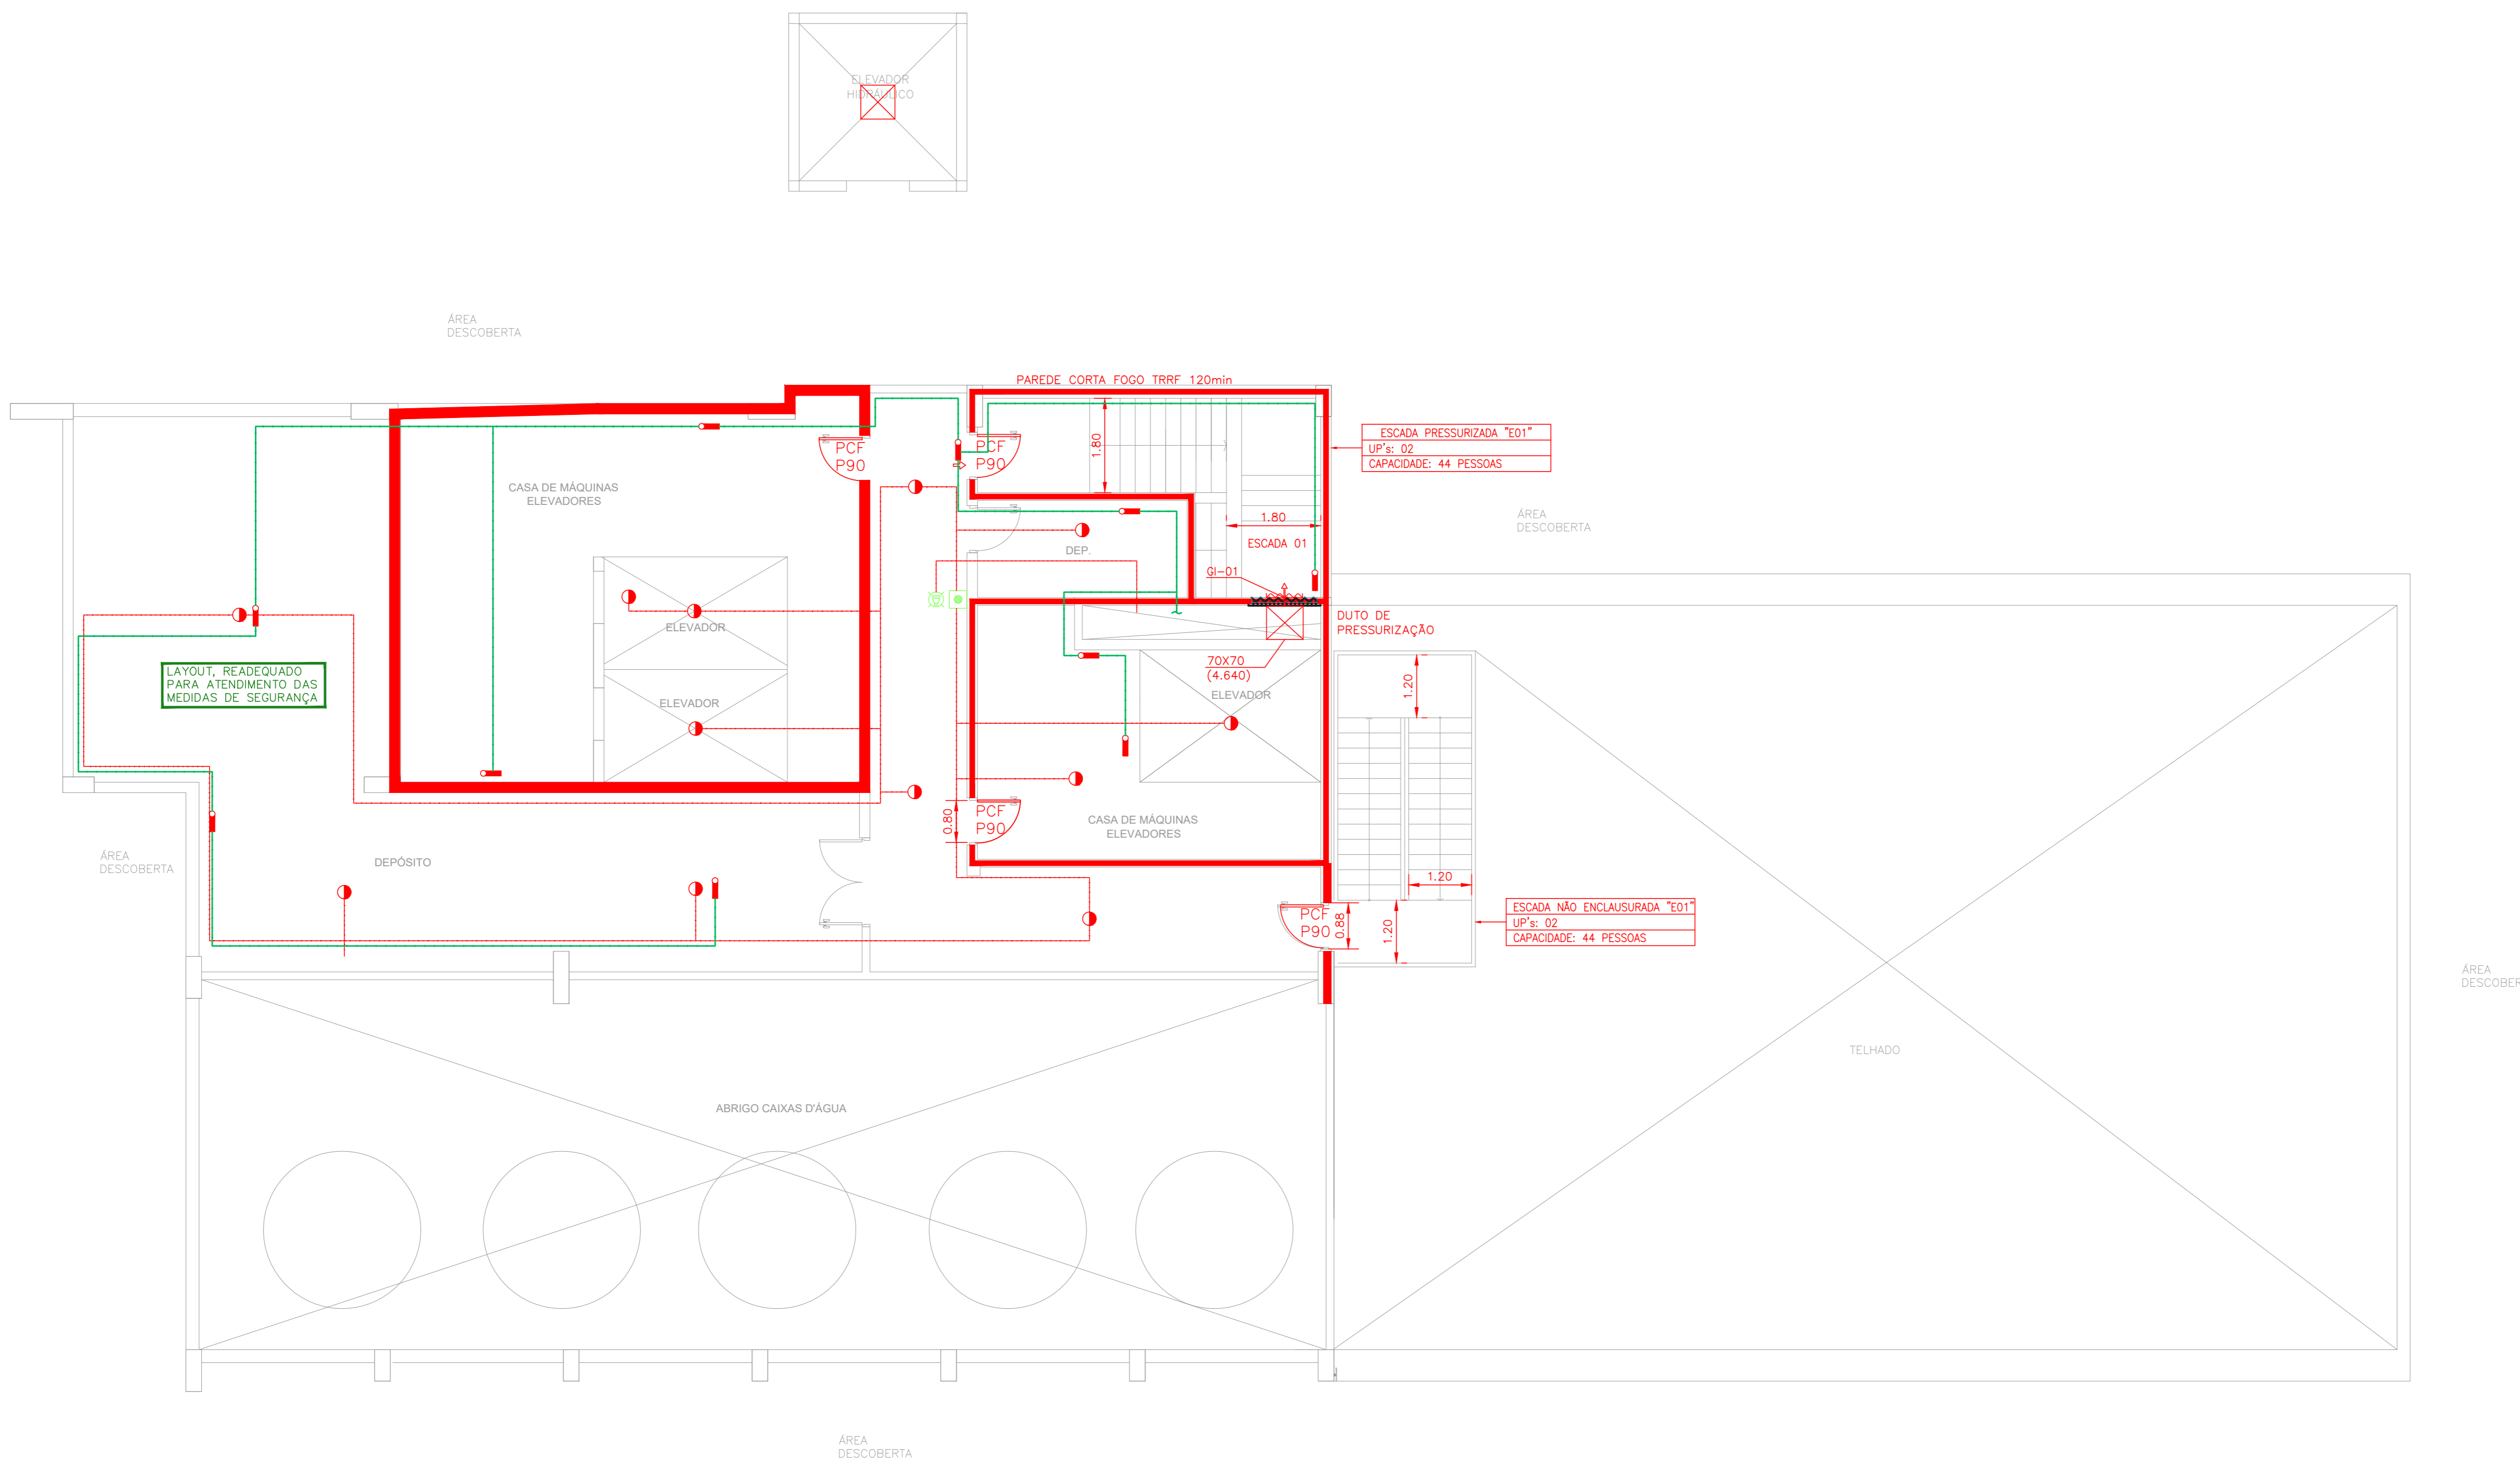 ELEVADOR
HIDRÁULICO
ÁREA
DESCOBERTA
PAREDE CORTA FOGO TRRF 120min
ESCADA PRESSURIZADA "E01"
UP's: 02
CAPACIDADE: 44 PESSOAS
PCF
P90
PCF
P90
1.80
CASA DE MÁQUINAS
ELEVADORES
ÁREA
DESCOBERTA
1.80
ESCADA 01
DEP.
GI-01
DUTO DE
PRESSURIZAÇÃO
ELEVADOR
70X70
(4.640)
LAYOUT, READEQUADO
PARA ATENDIMENTO DAS
MEDIDAS DE SEGURANÇA
ELEVADOR
ELEVADOR
1.20
PCF
P90
0.80
CASA DE MÁQUINAS
ELEVADORES
ÁREA
DESCOBERTA
DEPÓSITO
1.20
PCF
P90
0.88
1.20
ESCADA NÃO ENCLAUSURADA "E01"
UP's: 02
CAPACIDADE: 44 PESSOAS
ÁREA
DESCOBER
TELHADO
ABRIGO CAIXAS D'ÁGUA
ÁREA
DESCOBERTA